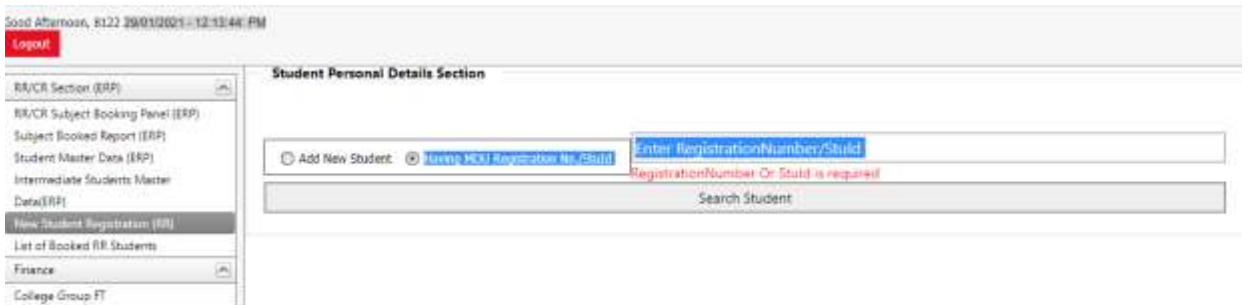 Good Afternoon, 8122 29/01/2021 - 12:13:44 PM
Logout
Student Personal Details Section
RR/CR Section (ERP)
RR/CR Subject Booking Panel (ERP)
Subject Booked Report (ERP)
Student Master Data (ERP)
Intermediate Students Master
Data(ERP)
New Student Registration (RR)
List of Booked RR Students
Finance
College Group FT
Add New Student
Having MDU Registration No./StuId
Enter RegistrationNumber/StuId
RegistrationNumber Or StuId is required
Search Student